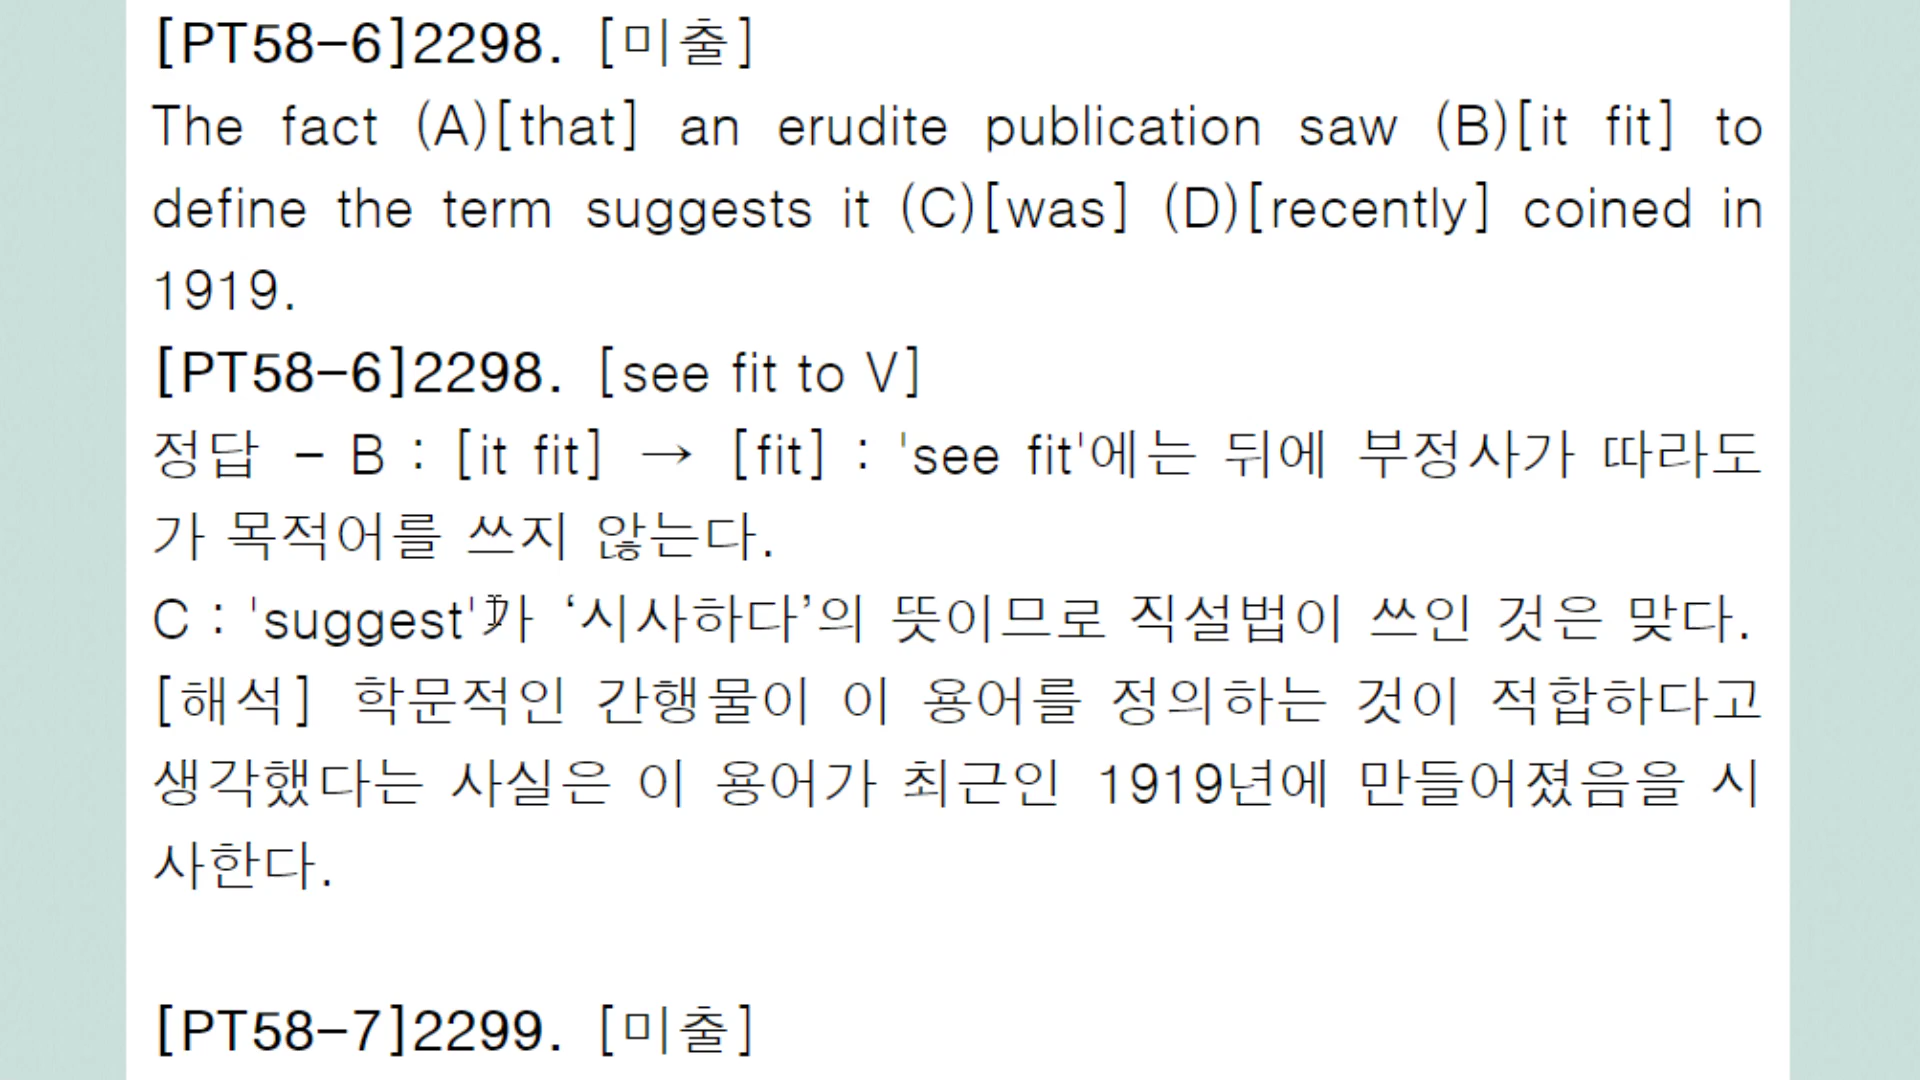 [PT58-6]2298. [미출]
The fact (A)[that] an erudite publication saw (B)[it fit] to
define the term suggests it (C)[was] (D)[recently] coined in
1919.
[PT58-6]2298. [see fit to V]
정답 - B : [it fit] → [fit] : 'see fit'에는 뒤에 부정사가 따라도
가 목적어를 쓰지 않는다.
C : 'suggest'가 ‘시사하다’의 뜻이므로 직설법이 쓰인 것은 맞다.
[해석] 학문적인 간행물이 이 용어를 정의하는 것이 적합하다고
생각했다는 사실은 이 용어가 최근인 1919년에 만들어졌음을 시
사한다.
[PT58-7]2299. [미출]